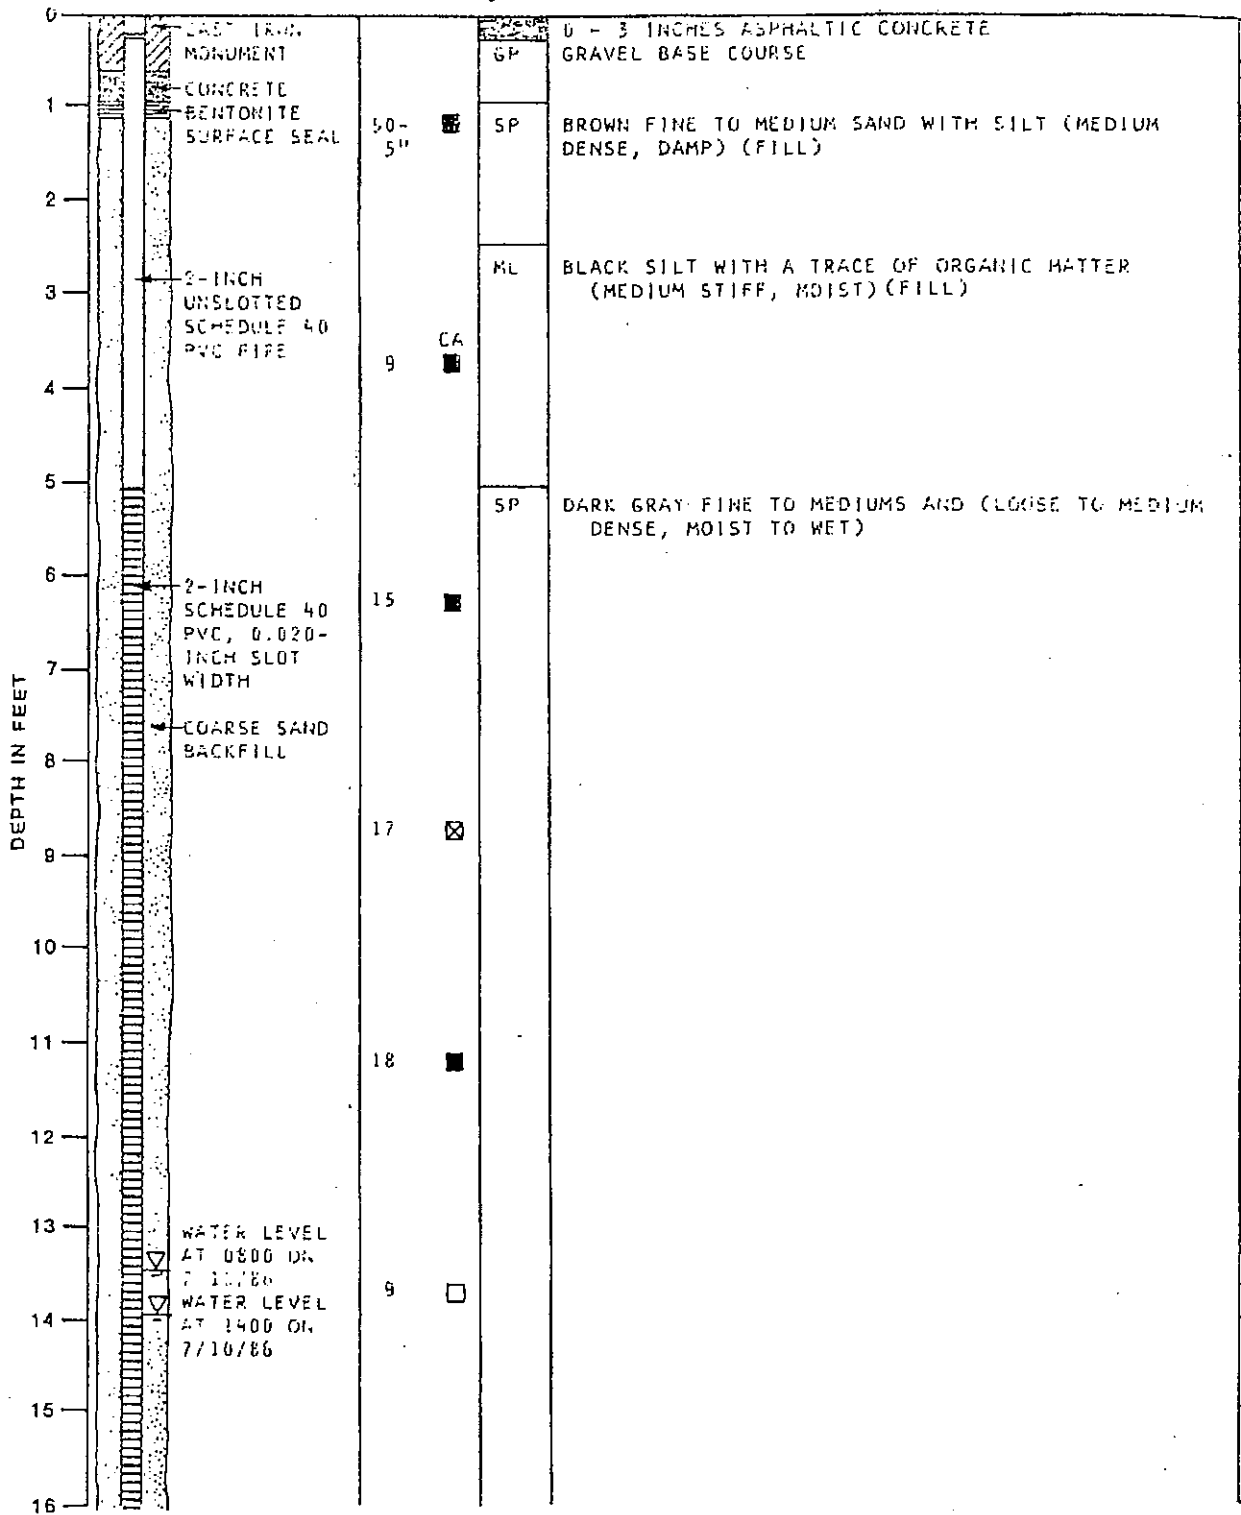 0
CAST IRON
MONUMENT
CONCRETE
BENTONITE
SURFACE SEAL
2-INCH
UNSLOTTED
SCHEDULE 40
PVC PIPE
2-INCH
SCHEDULE 40
PVC, 0.020-
INCH SLOT
WIDTH
COARSE SAND
BACKFILL
WATER LEVEL
AT 0800 ON
WATER LEVEL
AT 1400 ON
7/10/86
1
2
3
4
5
6
7
8
9
10
11
12
13
14
15
16
DEPTH IN FEET
50-
5"
CA
9
15
17
18
9
GP
SP
ML
SP
0 - 3 INCHES ASPHALTIC CONCRETE
GRAVEL BASE COURSE
BROWN FINE TO MEDIUM SAND WITH SILT (MEDIUM
DENSE, DAMP) (FILL)
BLACK SILT WITH A TRACE OF ORGANIC MATTER
(MEDIUM STIFF, MOIST) (FILL)
DARK GRAY FINE TO MEDIUMS AND (LOOSE TO MEDIUM
DENSE, MOIST TO WET)